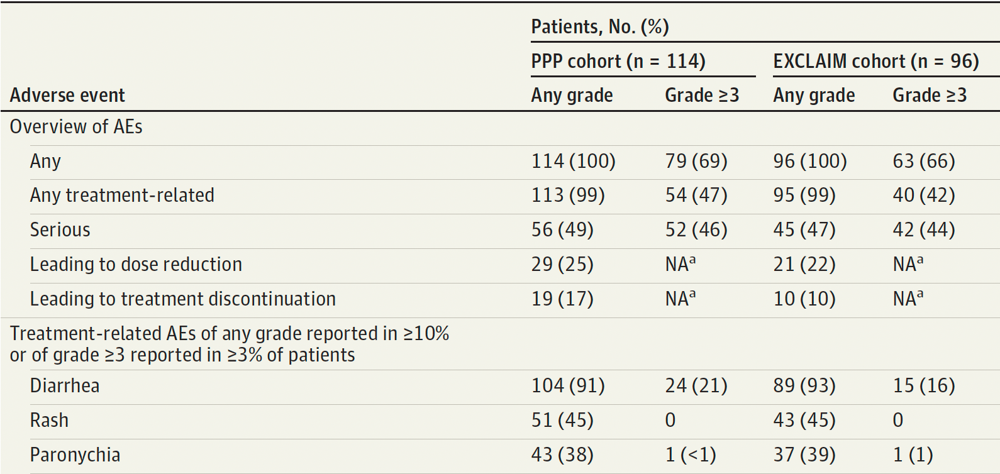 Patients, No. (%)
PPP cohort (n = 114) EXCLAIM cohort (n = 96)
Adverse event Any grade Grade ≥3 Any grade Grade ≥3
Overview of AEs
Any 114 (100) 79 (69) 96 (100) 63 (66)
Any treatment-related 113 (99) 54 (47) 95 (99) 40 (42)
Serious 56 (49) 52 (46) 45 (47) 42 (44)
Leading to dose reduction 29 (25) NAᵃ 21 (22) NAᵃ
Leading to treatment discontinuation 19 (17) NAᵃ 10 (10) NAᵃ
Treatment-related AEs of any grade reported in ≥10%
or of grade ≥3 reported in ≥3% of patients
Diarrhea 104 (91) 24 (21) 89 (93) 15 (16)
Rash 51 (45) 0 43 (45) 0
Paronychia 43 (38) 1 (<1) 37 (39) 1 (1)